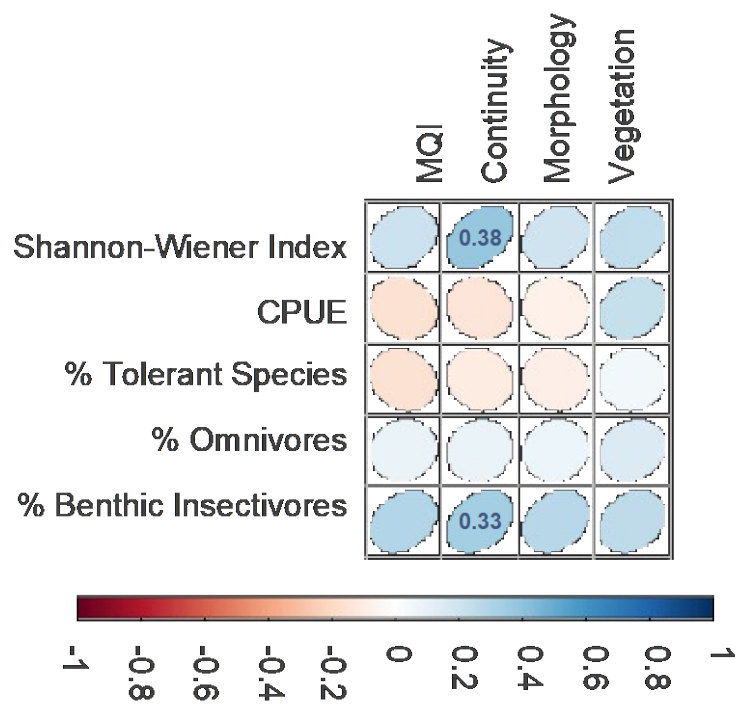 MQI
Continuity
Morphology
Vegetation
Shannon-Wiener Index
0.38
CPUE
% Tolerant Species
% Omnivores
% Benthic Insectivores
0.33
-1
-0.8
-0.6
-0.4
-0.2
0
0.2
0.4
0.6
0.8
1